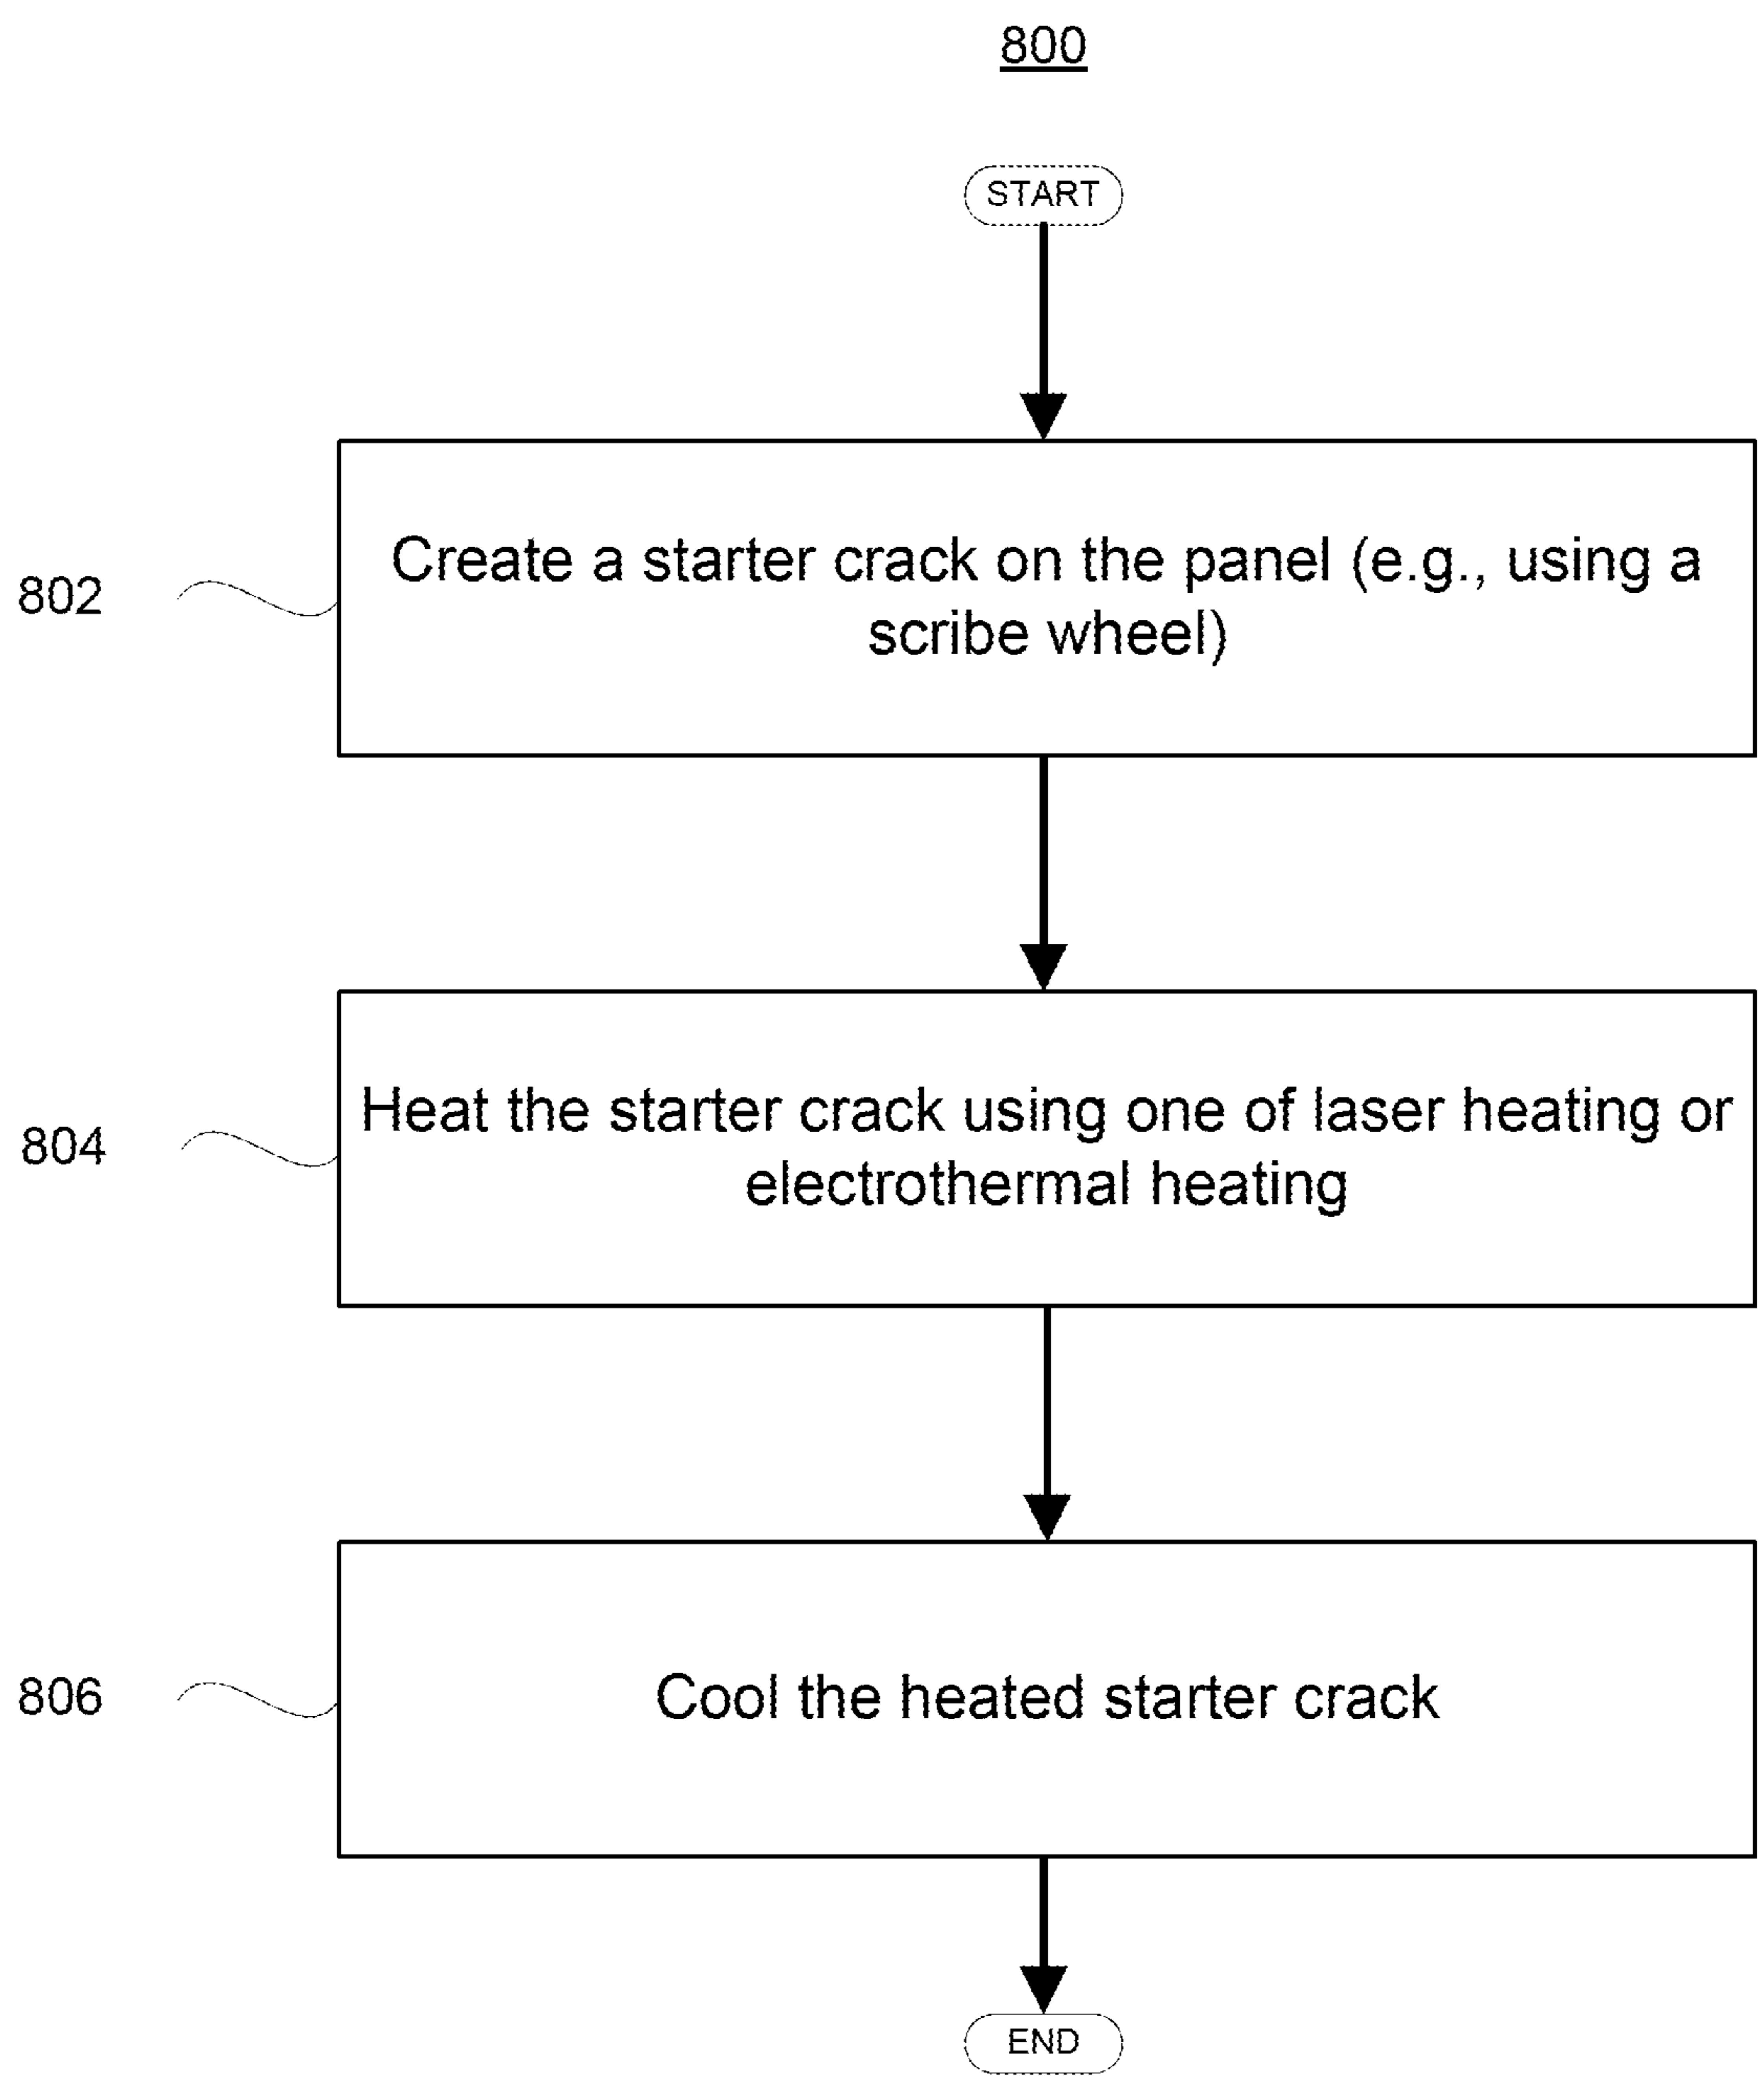 800
START
802
Create a starter crack on the panel (e.g., using a
scribe wheel)
804
Heat the starter crack using one of laser heating or
electrothermal heating
806
Cool the heated starter crack
END